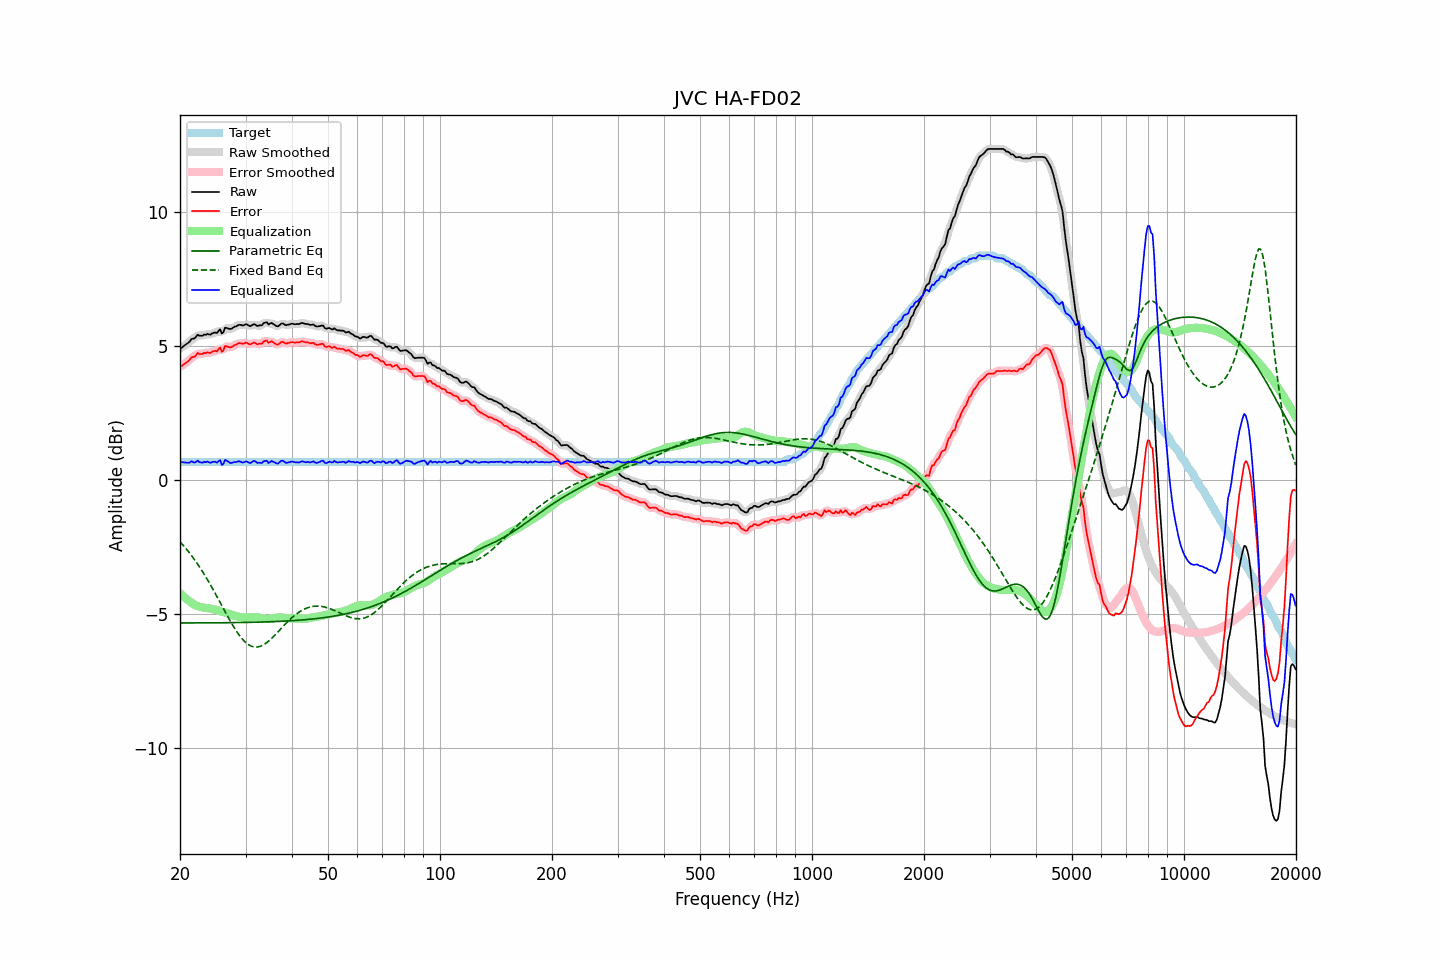 JVC HA-FD02
Target
Raw Smoothed
Error Smoothed
Raw
Error
Equalization
Parametric Eq
Fixed Band Eq
Equalized
10
5
0
−5
−10
Amplitude (dBr)
20 50 100 200 500 1000 2000 5000 10000 20000
Frequency (Hz)